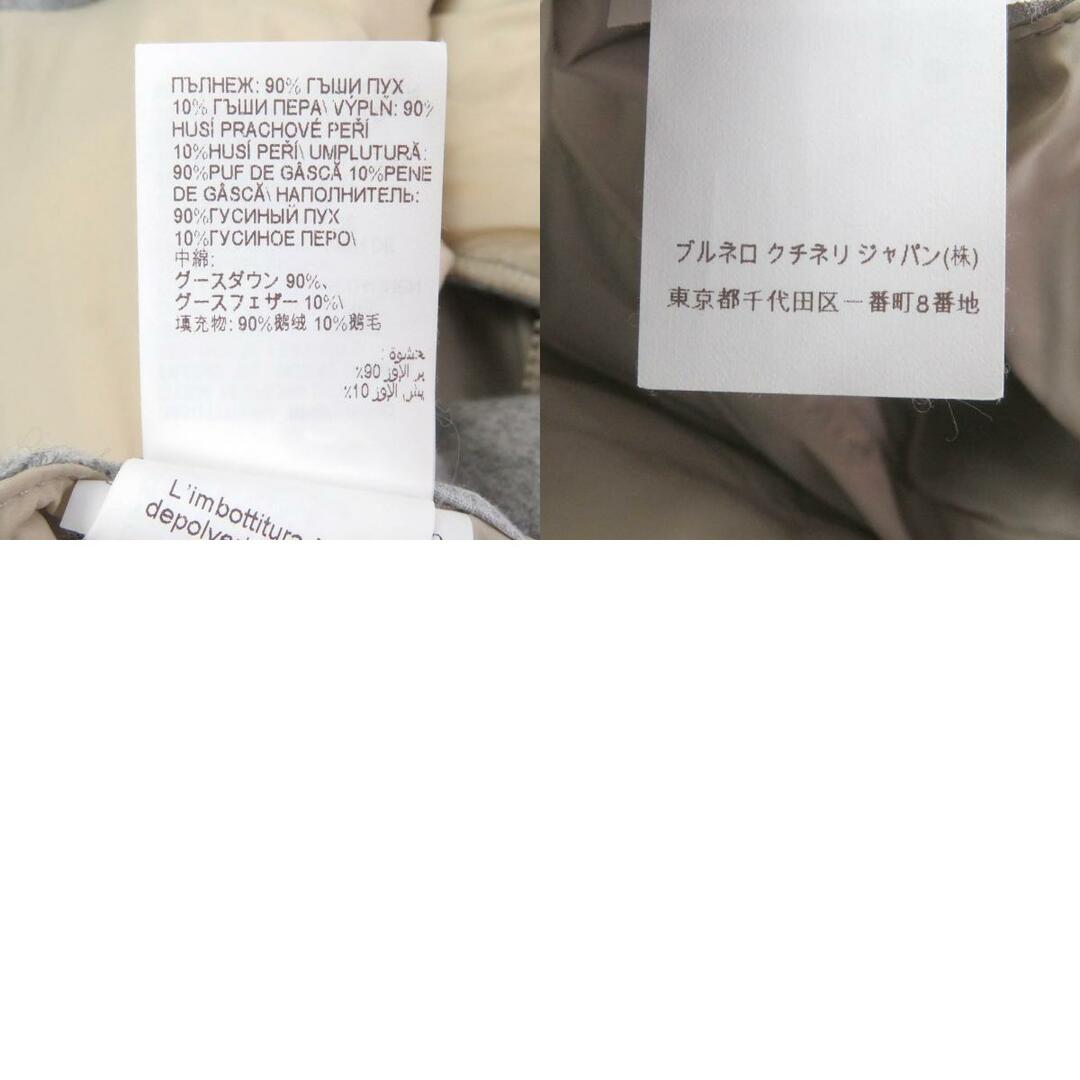 ПЪЛНЕЖ: 90% ГЪШИ ПУХ
10% ГЪШИ ПЕРА\ VÝPLŇ: 90%
HUSÍ PRACHOVÉ PEŘÍ
10%HUSÍ PEŘÍ\ UMPLUTURĂ:
90%PUF DE GÂSCĂ 10%PENE
DE GÂSCĂ\ НАПОЛНИТЕЛЬ:
90%ГУСИНЫЙ ПУХ
10%ГУСИНОЕ ПЕРО\
中綿:
グースダウン 90%、
グースフェザー 10%\
填充物: 90%鹅绒 10%鹅毛
حشوة :
الإوز 90٪
الإوز 10٪
L'imbottitura
ブルネロ クチネリ ジャパン(株)
東京都千代田区一番町8番地